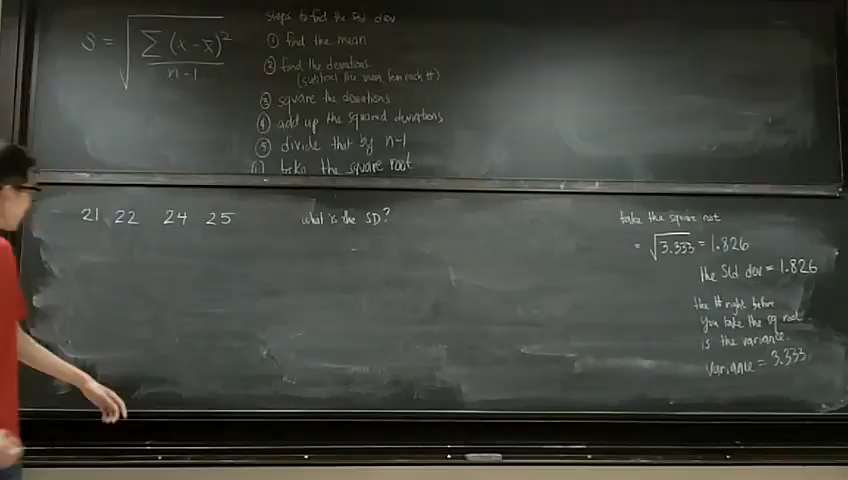 S = √ Σ (x - x̄)² / n-1
steps to find the std dev
① find the mean
② find the deviations
(subtract the mean from each #)
③ square the deviations
④ add up the squared deviations
⑤ divide that by n-1
take the square root
21 22 24 25
what is the SD?
take the square root
= √3.333 = 1.826
the std dev = 1.826
the # right before
you take the sq root
is the variance.
Variance = 3.333